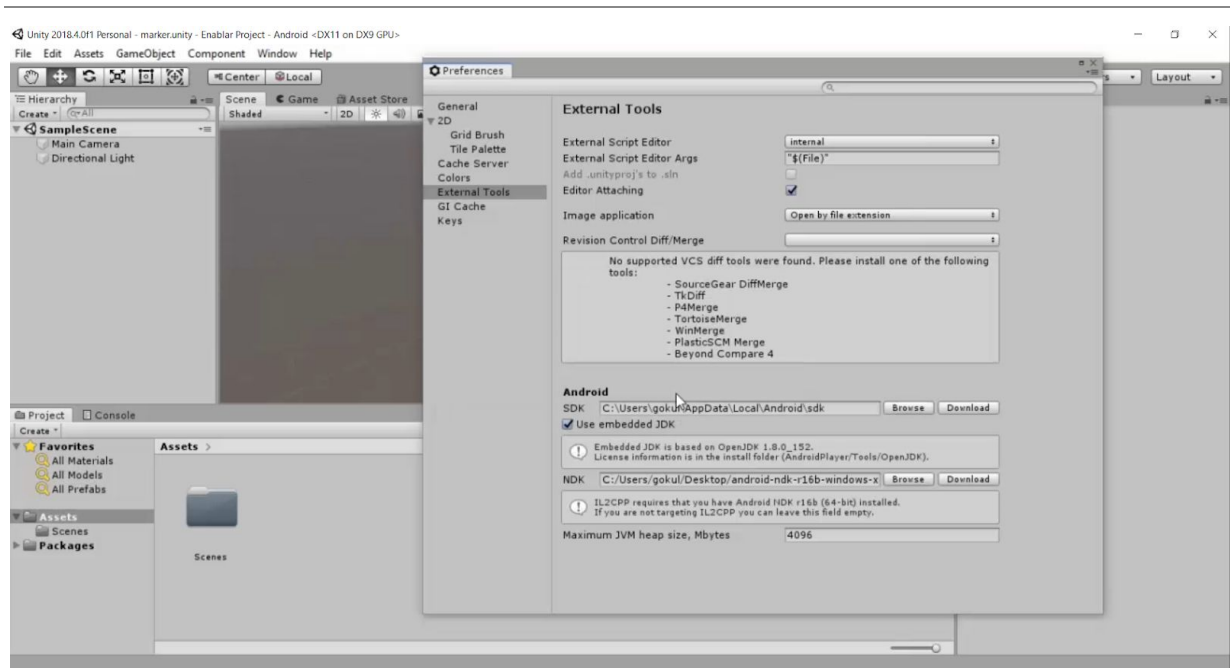 Unity 2018.4.0f1 Personal - marker.unity - Enablar Project - Android <DX11 on DX9 GPU>
File Edit Assets GameObject Component Window Help
Center Local
Layout
Hierarchy
Create All
SampleScene
Main Camera
Directional Light
Scene Game Asset Store
Shaded 2D
Preferences
General
2D
Grid Brush
Tile Palette
Cache Server
Colors
External Tools
GI Cache
Keys
External Tools
External Script Editor internal
External Script Editor Args "$(File)"
Add .unityproj's to .sln
Editor Attaching
Image application Open by file extension
Revision Control Diff/Merge
No supported VCS diff tools were found. Please install one of the following
tools:
- SourceGear DiffMerge
- TkDiff
- P4Merge
- TortoiseMerge
- WinMerge
- PlasticSCM Merge
- Beyond Compare 4
Android
SDK C:\Users\gokul\AppData\Local\Android\sdk Browse Download
Use embedded JDK
Embedded JDK is based on OpenJDK 1.8.0_152.
License information is in the install folder (AndroidPlayer/Tools/OpenJDK).
NDK C:/Users/gokul/Desktop/android-ndk-r16b-windows-x Browse Download
IL2CPP requires that you have Android NDK r16b (64-bit) installed.
If you are not targeting IL2CPP you can leave this field empty.
Maximum JVM heap size, Mbytes 4096
Project Console
Create
Favorites
All Materials
All Models
All Prefabs
Assets
Scenes
Packages
Assets >
Scenes